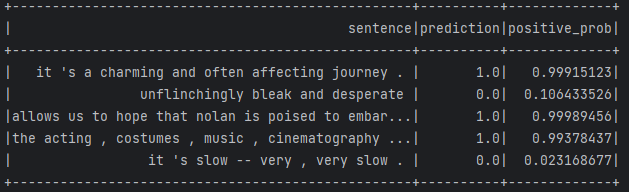 +--------------------------------------------------+----------+-------------+
|                                          sentence|prediction|positive_prob|
+--------------------------------------------------+----------+-------------+
|   it 's a charming and often affecting journey . |       1.0|   0.99915123|
|                unflinchingly bleak and desperate |       0.0|  0.106433526|
|allows us to hope that nolan is poised to embar...|       1.0|   0.99989456|
|the acting , costumes , music , cinematography ...|       1.0|   0.99378437|
|                 it 's slow -- very , very slow . |       0.0|  0.023168677|
+--------------------------------------------------+----------+-------------+